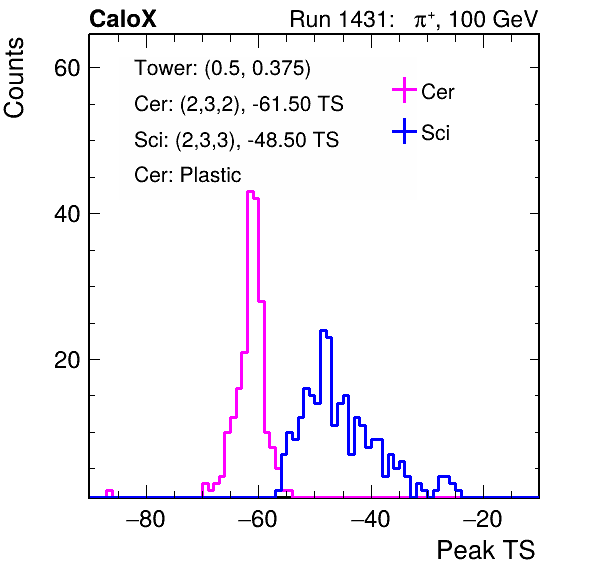 CaloX Run 1431: π⁺, 100 GeV
Counts
Tower: (0.5, 0.375)
Cer: (2,3,2), -61.50 TS
Sci: (2,3,3), -48.50 TS
Cer: Plastic
Cer
Sci
60
40
20
−80 −60 −40 −20
Peak TS